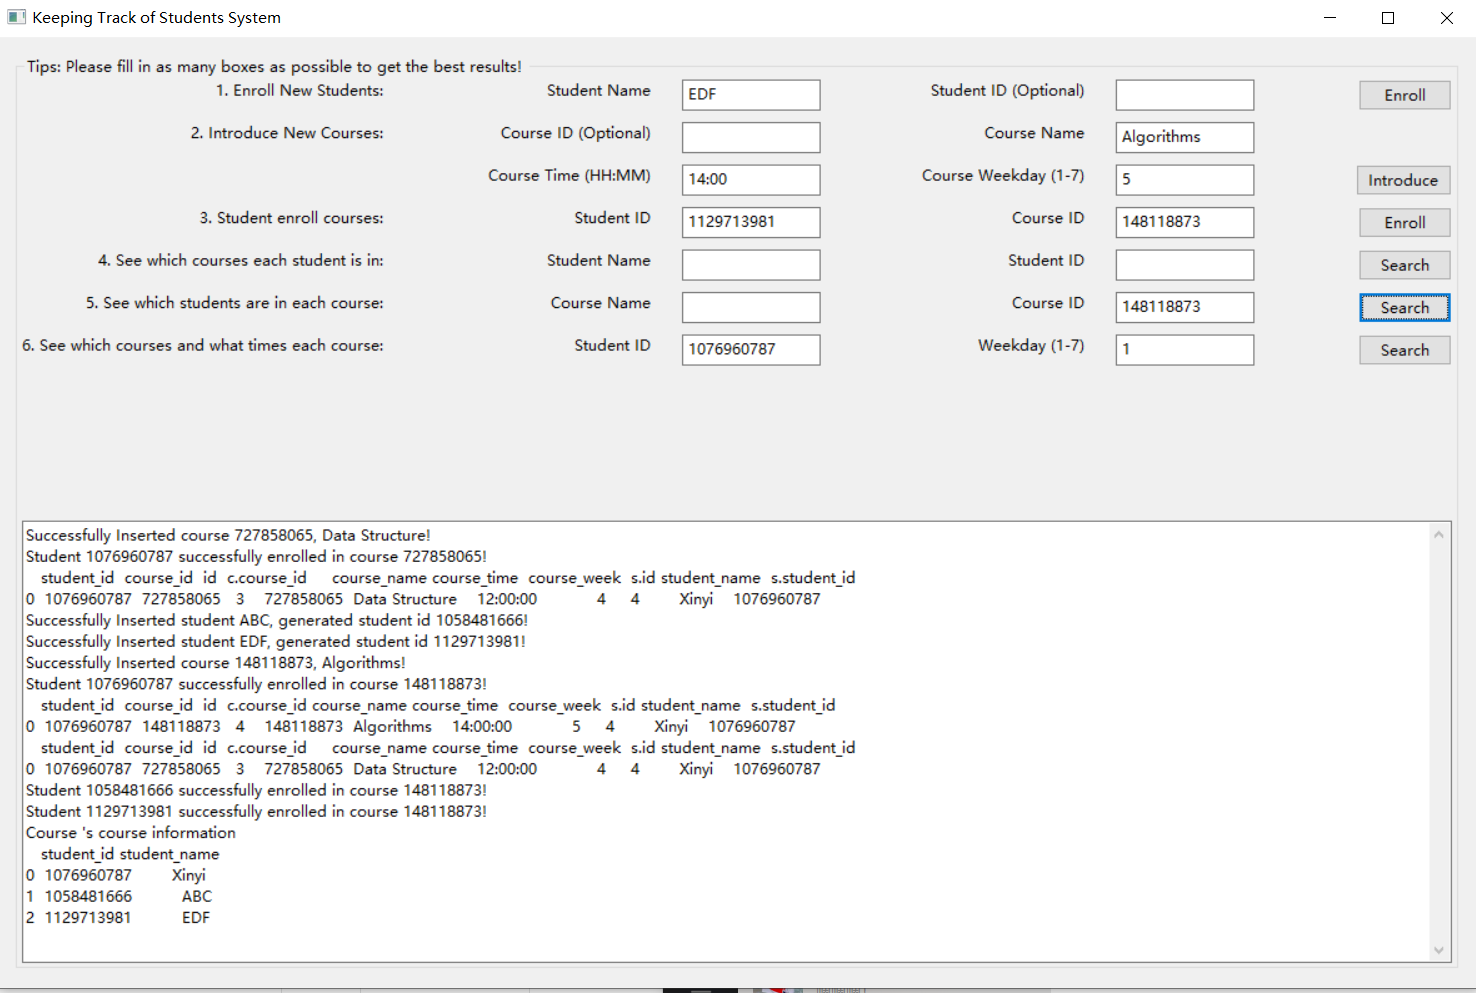 Keeping Track of Students System
Tips: Please fill in as many boxes as possible to get the best results!
1. Enroll New Students: Student Name EDF Student ID (Optional) Enroll
2. Introduce New Courses: Course ID (Optional) Course Name Algorithms
Course Time (HH:MM) 14:00 Course Weekday (1-7) 5 Introduce
3. Student enroll courses: Student ID 1129713981 Course ID 148118873 Enroll
4. See which courses each student is in: Student Name Student ID Search
5. See which students are in each course: Course Name Course ID 148118873 Search
6. See which courses and what times each course: Student ID 1076960787 Weekday (1-7) 1 Search
Successfully Inserted course 727858065, Data Structure!
Student 1076960787 successfully enrolled in course 727858065!
student_id course_id id c.course_id course_name course_time course_week s.id student_name s.student_id
0 1076960787 727858065 3 727858065 Data Structure 12:00:00 4 4 Xinyi 1076960787
Successfully Inserted student ABC, generated student id 1058481666!
Successfully Inserted student EDF, generated student id 1129713981!
Successfully Inserted course 148118873, Algorithms!
Student 1076960787 successfully enrolled in course 148118873!
student_id course_id id c.course_id course_name course_time course_week s.id student_name s.student_id
0 1076960787 148118873 4 148118873 Algorithms 14:00:00 5 4 Xinyi 1076960787
student_id course_id id c.course_id course_name course_time course_week s.id student_name s.student_id
0 1076960787 727858065 3 727858065 Data Structure 12:00:00 4 4 Xinyi 1076960787
Student 1058481666 successfully enrolled in course 148118873!
Student 1129713981 successfully enrolled in course 148118873!
Course 's course information
student_id student_name
0 1076960787 Xinyi
1 1058481666 ABC
2 1129713981 EDF